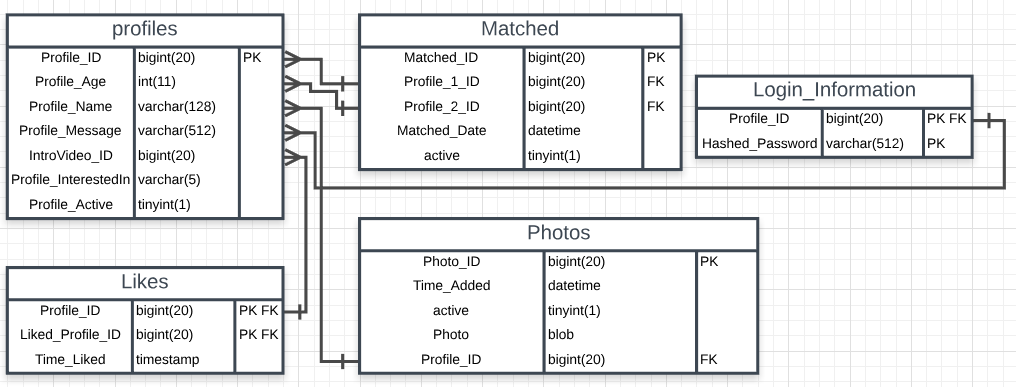 profiles
Profile_ID bigint(20) PK
Profile_Age int(11)
Profile_Name varchar(128)
Profile_Message varchar(512)
IntroVideo_ID bigint(20)
Profile_InterestedIn varchar(5)
Profile_Active tinyint(1)
Matched
Matched_ID bigint(20) PK
Profile_1_ID bigint(20) FK
Profile_2_ID bigint(20) FK
Matched_Date datetime
active tinyint(1)
Login_Information
Profile_ID bigint(20) PK FK
Hashed_Password varchar(512) PK
Likes
Profile_ID bigint(20) PK FK
Liked_Profile_ID bigint(20) PK FK
Time_Liked timestamp
Photos
Photo_ID bigint(20) PK
Time_Added datetime
active tinyint(1)
Photo blob
Profile_ID bigint(20) FK